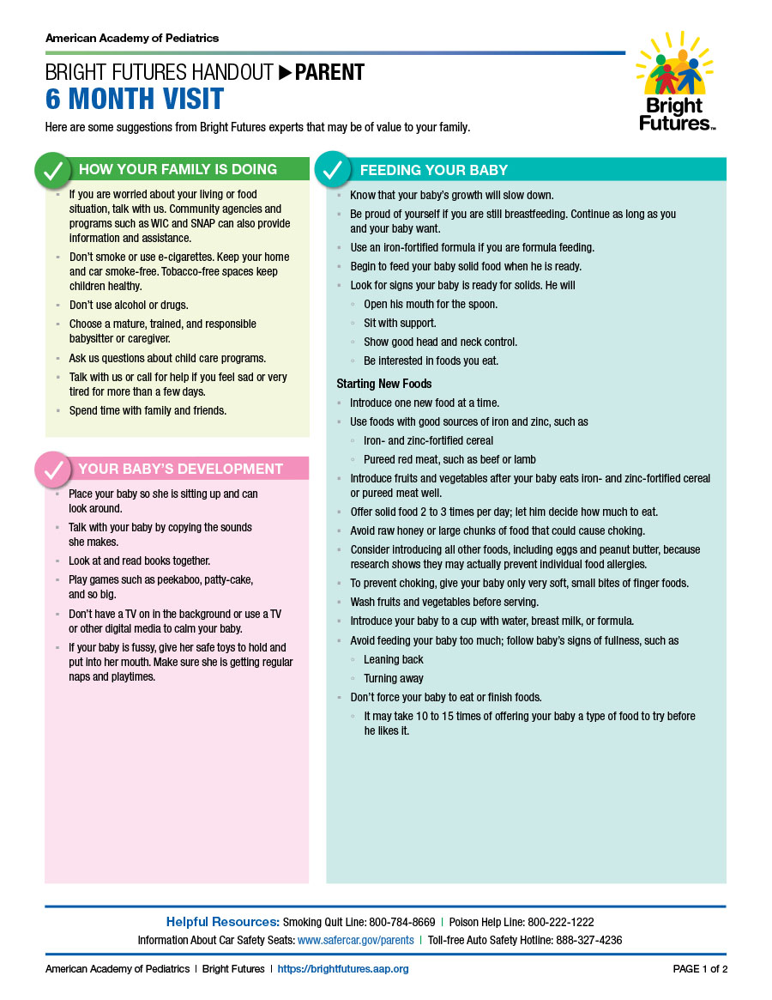 American Academy of Pediatrics
BRIGHT FUTURES HANDOUT ▶ PARENT
6 MONTH VISIT
Here are some suggestions from Bright Futures experts that may be of value to your family.
Bright
Futures™
HOW YOUR FAMILY IS DOING
▪ If you are worried about your living or food
situation, talk with us. Community agencies and
programs such as WIC and SNAP can also provide
information and assistance.
▪ Don’t smoke or use e-cigarettes. Keep your home
and car smoke-free. Tobacco-free spaces keep
children healthy.
▪ Don’t use alcohol or drugs.
▪ Choose a mature, trained, and responsible
babysitter or caregiver.
▪ Ask us questions about child care programs.
▪ Talk with us or call for help if you feel sad or very
tired for more than a few days.
▪ Spend time with family and friends.
YOUR BABY’S DEVELOPMENT
▪ Place your baby so she is sitting up and can
look around.
▪ Talk with your baby by copying the sounds
she makes.
▪ Look at and read books together.
▪ Play games such as peekaboo, patty-cake,
and so big.
▪ Don’t have a TV on in the background or use a TV
or other digital media to calm your baby.
▪ If your baby is fussy, give her safe toys to hold and
put into her mouth. Make sure she is getting regular
naps and playtimes.
FEEDING YOUR BABY
▪ Know that your baby’s growth will slow down.
▪ Be proud of yourself if you are still breastfeeding. Continue as long as you
and your baby want.
▪ Use an iron-fortified formula if you are formula feeding.
▪ Begin to feed your baby solid food when he is ready.
▪ Look for signs your baby is ready for solids. He will
◦ Open his mouth for the spoon.
◦ Sit with support.
◦ Show good head and neck control.
◦ Be interested in foods you eat.
Starting New Foods
▪ Introduce one new food at a time.
▪ Use foods with good sources of iron and zinc, such as
◦ Iron- and zinc-fortified cereal
◦ Pureed red meat, such as beef or lamb
▪ Introduce fruits and vegetables after your baby eats iron- and zinc-fortified cereal
or pureed meat well.
▪ Offer solid food 2 to 3 times per day; let him decide how much to eat.
▪ Avoid raw honey or large chunks of food that could cause choking.
▪ Consider introducing all other foods, including eggs and peanut butter, because
research shows they may actually prevent individual food allergies.
▪ To prevent choking, give your baby only very soft, small bites of finger foods.
▪ Wash fruits and vegetables before serving.
▪ Introduce your baby to a cup with water, breast milk, or formula.
▪ Avoid feeding your baby too much; follow baby’s signs of fullness, such as
◦ Leaning back
◦ Turning away
▪ Don’t force your baby to eat or finish foods.
◦ It may take 10 to 15 times of offering your baby a type of food to try before
he likes it.
Helpful Resources: Smoking Quit Line: 800-784-8669 | Poison Help Line: 800-222-1222
Information About Car Safety Seats: www.safercar.gov/parents | Toll-free Auto Safety Hotline: 888-327-4236
American Academy of Pediatrics | Bright Futures | https://brightfutures.aap.org
PAGE 1 of 2